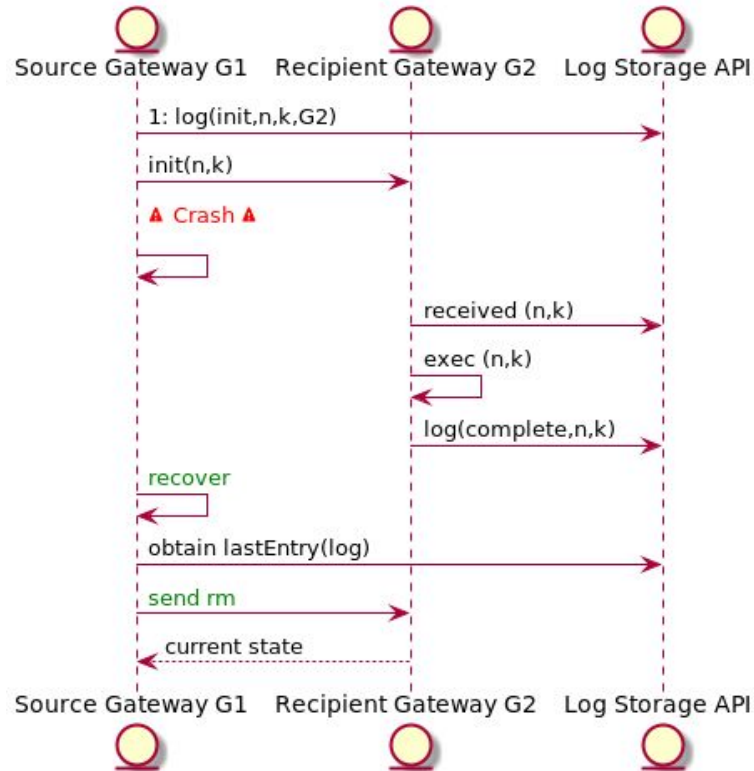 Source Gateway G1 Recipient Gateway G2 Log Storage API
1: log(init,n,k,G2)
init(n,k)
⚠ Crash ⚠
received (n,k)
exec (n,k)
log(complete,n,k)
recover
obtain lastEntry(log)
send rm
current state
Source Gateway G1 Recipient Gateway G2 Log Storage API